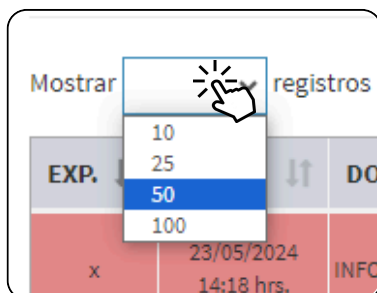 Mostrar registros
10
25
50
100
EXP. DO
x 23/05/2024 INFO
14:18 hrs.